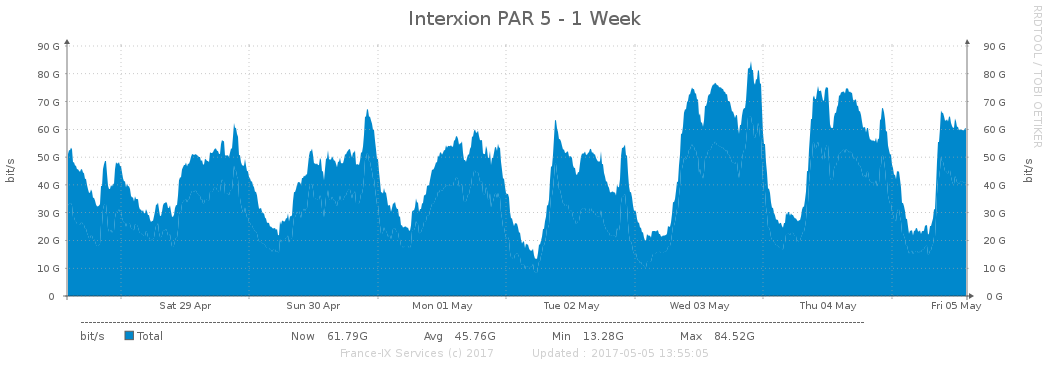 Interxion PAR 5 - 1 Week
RRDTOOL / TOBI OETIKER
bit/s
90 G 90 G
80 G 80 G
70 G 70 G
60 G 60 G
50 G 50 G
40 G 40 G
30 G 30 G
20 G 20 G
10 G 10 G
0 0 G
bit/s
Sat 29 Apr Sun 30 Apr Mon 01 May Tue 02 May Wed 03 May Thu 04 May Fri 05 May
bit/s Total Now 61.79G Avg 45.76G Min 13.28G Max 84.52G
France-IX Services (c) 2017 Updated : 2017-05-05 13:55:05